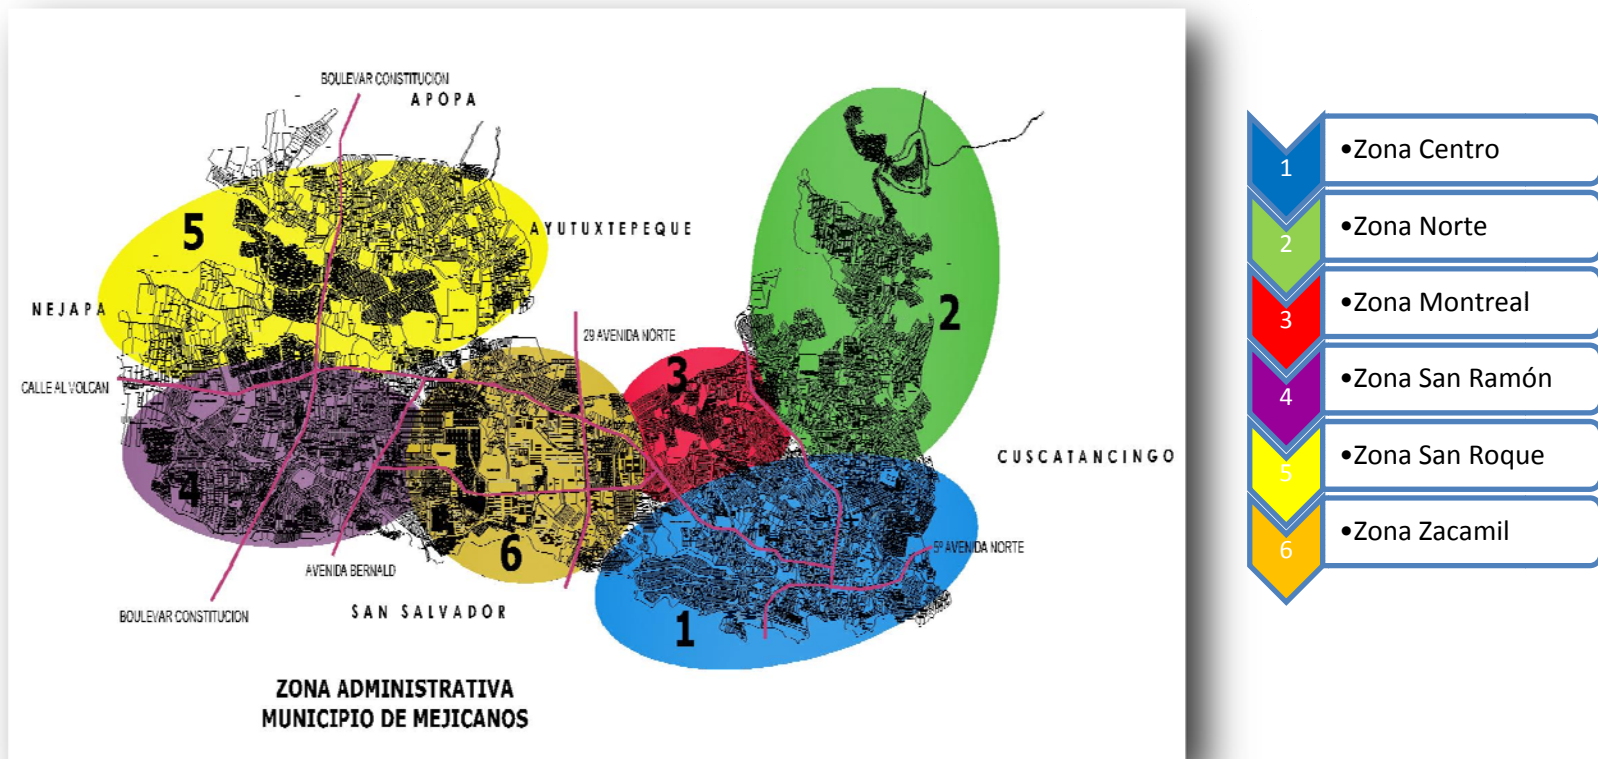 BOULEVAR CONSTITUCION
APOPA
5
AYUTUXTEPEQUE
NEJAPA
2
29 AVENIDA NORTE
3
CALLE AL VOLCAN
CUSCATANCINGO
4
6
5º AVENIDA NORTE
AVENIDA BERNALD
SAN SALVADOR
BOULEVAR CONSTITUCION
1
ZONA ADMINISTRATIVA
MUNICIPIO DE MEJICANOS
1 •Zona Centro
2 •Zona Norte
3 •Zona Montreal
4 •Zona San Ramón
5 •Zona San Roque
6 •Zona Zacamil